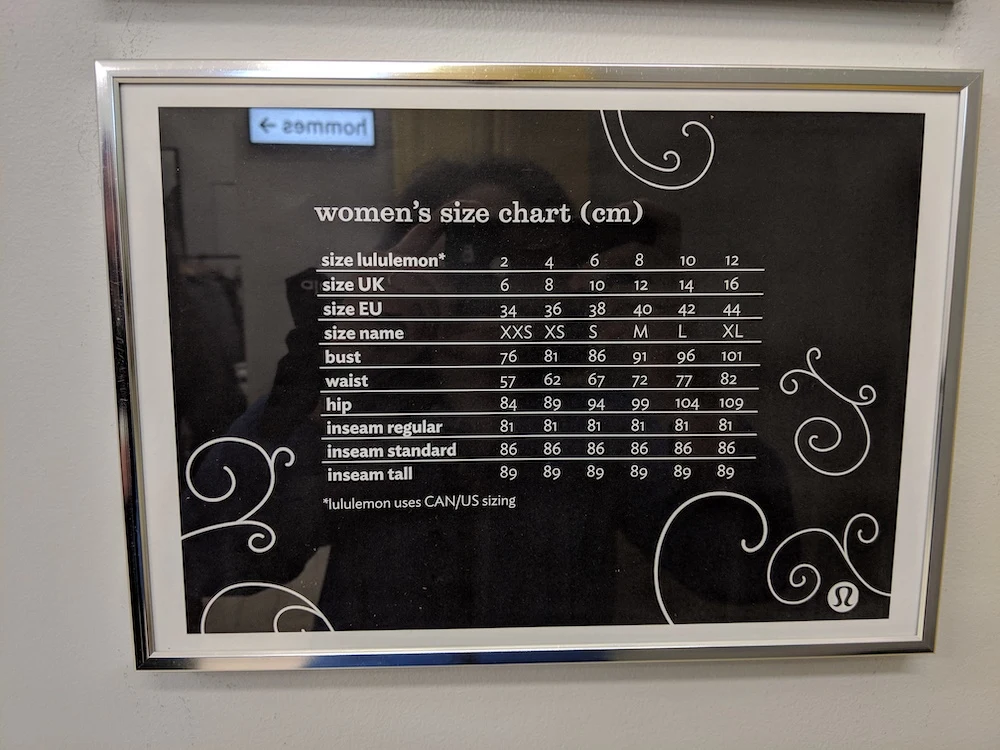 hommes →
women's size chart (cm)
size lululemon* 2 4 6 8 10 12
size UK 6 8 10 12 14 16
size EU 34 36 38 40 42 44
size name XXS XS S M L XL
bust 76 81 86 91 96 101
waist 57 62 67 72 77 82
hip 84 89 94 99 104 109
inseam regular 81 81 81 81 81 81
inseam standard 86 86 86 86 86 86
inseam tall 89 89 89 89 89 89
*lululemon uses CAN/US sizing